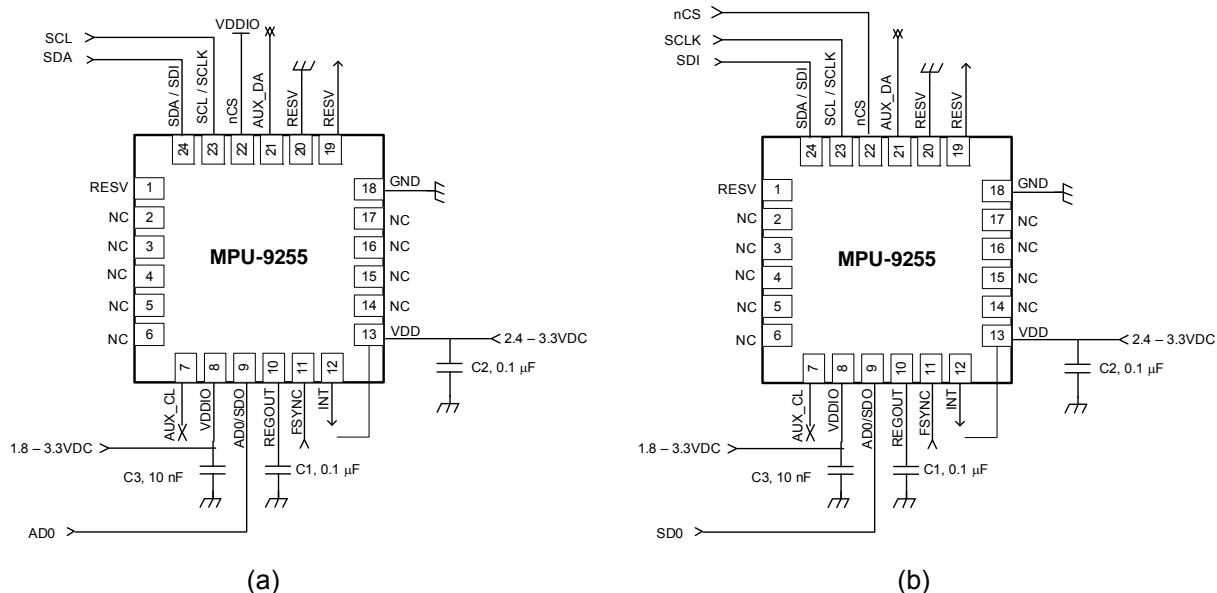 SCL
SDA
VDDIO
SDA / SDI
SCL / SCLK
nCS
AUX_DA
RESV
RESV
24
23
22
21
20
19
RESV
1
NC
2
NC
3
NC
4
NC
5
NC
6
MPU-9255
18
GND
17
NC
16
NC
15
NC
14
NC
13
VDD
2.4 – 3.3VDC
C2, 0.1 μF
7
8
9
10
11
12
AUX_CL
VDDIO
AD0/SDO
REGOUT
FSYNC
INT
1.8 – 3.3VDC
C3, 10 nF
C1, 0.1 μF
AD0
(a)
nCS
SCLK
SDI
SDA / SDI
SCL / SCLK
nCS
AUX_DA
RESV
RESV
24
23
22
21
20
19
RESV
1
NC
2
NC
3
NC
4
NC
5
NC
6
MPU-9255
18
GND
17
NC
16
NC
15
NC
14
NC
13
VDD
2.4 – 3.3VDC
C2, 0.1 μF
7
8
9
10
11
12
AUX_CL
VDDIO
AD0/SDO
REGOUT
FSYNC
INT
1.8 – 3.3VDC
C3, 10 nF
C1, 0.1 μF
SD0
(b)